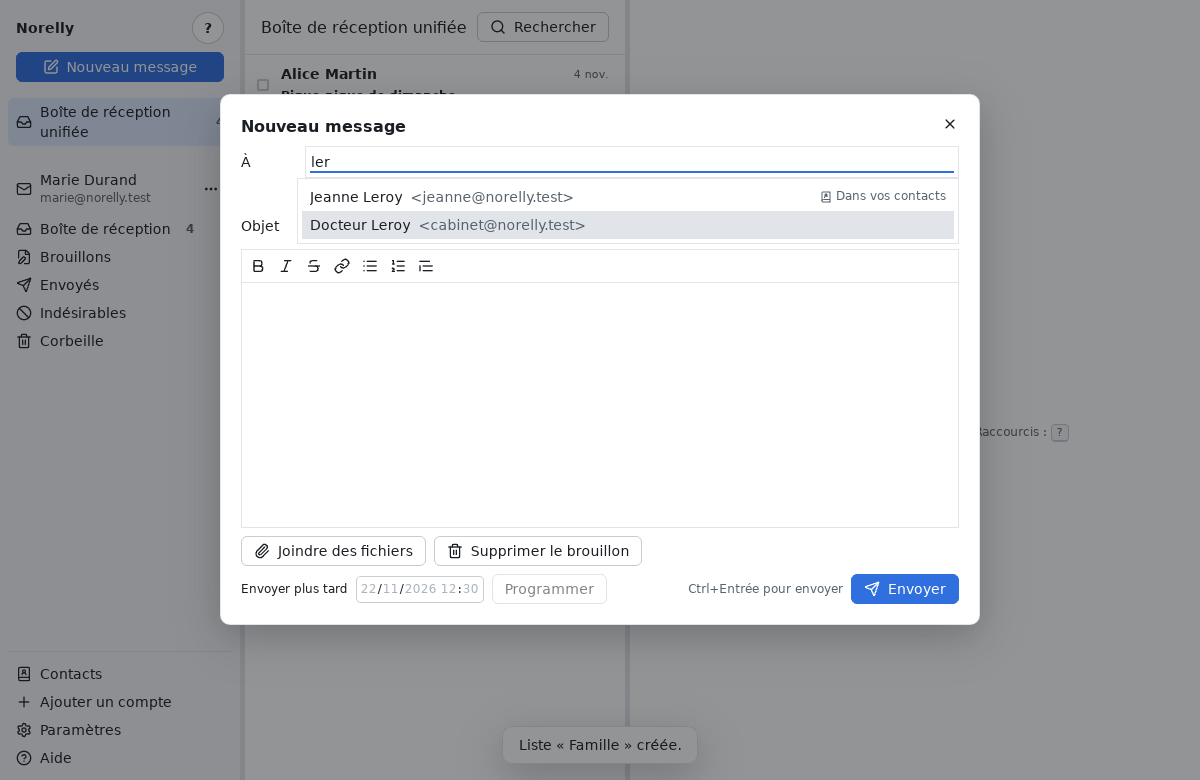 Norelly
?
Nouveau message
Boîte de réception unifiée
Marie Durand
marie@norelly.test
Boîte de réception 4
Brouillons
Envoyés
Indésirables
Corbeille
Contacts
Ajouter un compte
Paramètres
Aide
Boîte de réception unifiée
Rechercher
Alice Martin
4 nov.
Nouveau message
À
ler
Jeanne Leroy <jeanne@norelly.test>
Dans vos contacts
Docteur Leroy <cabinet@norelly.test>
Objet
Joindre des fichiers
Supprimer le brouillon
Envoyer plus tard
22/11/2026 12:30
Programmer
Ctrl+Entrée pour envoyer
Envoyer
Raccourcis : ?
Liste « Famille » créée.